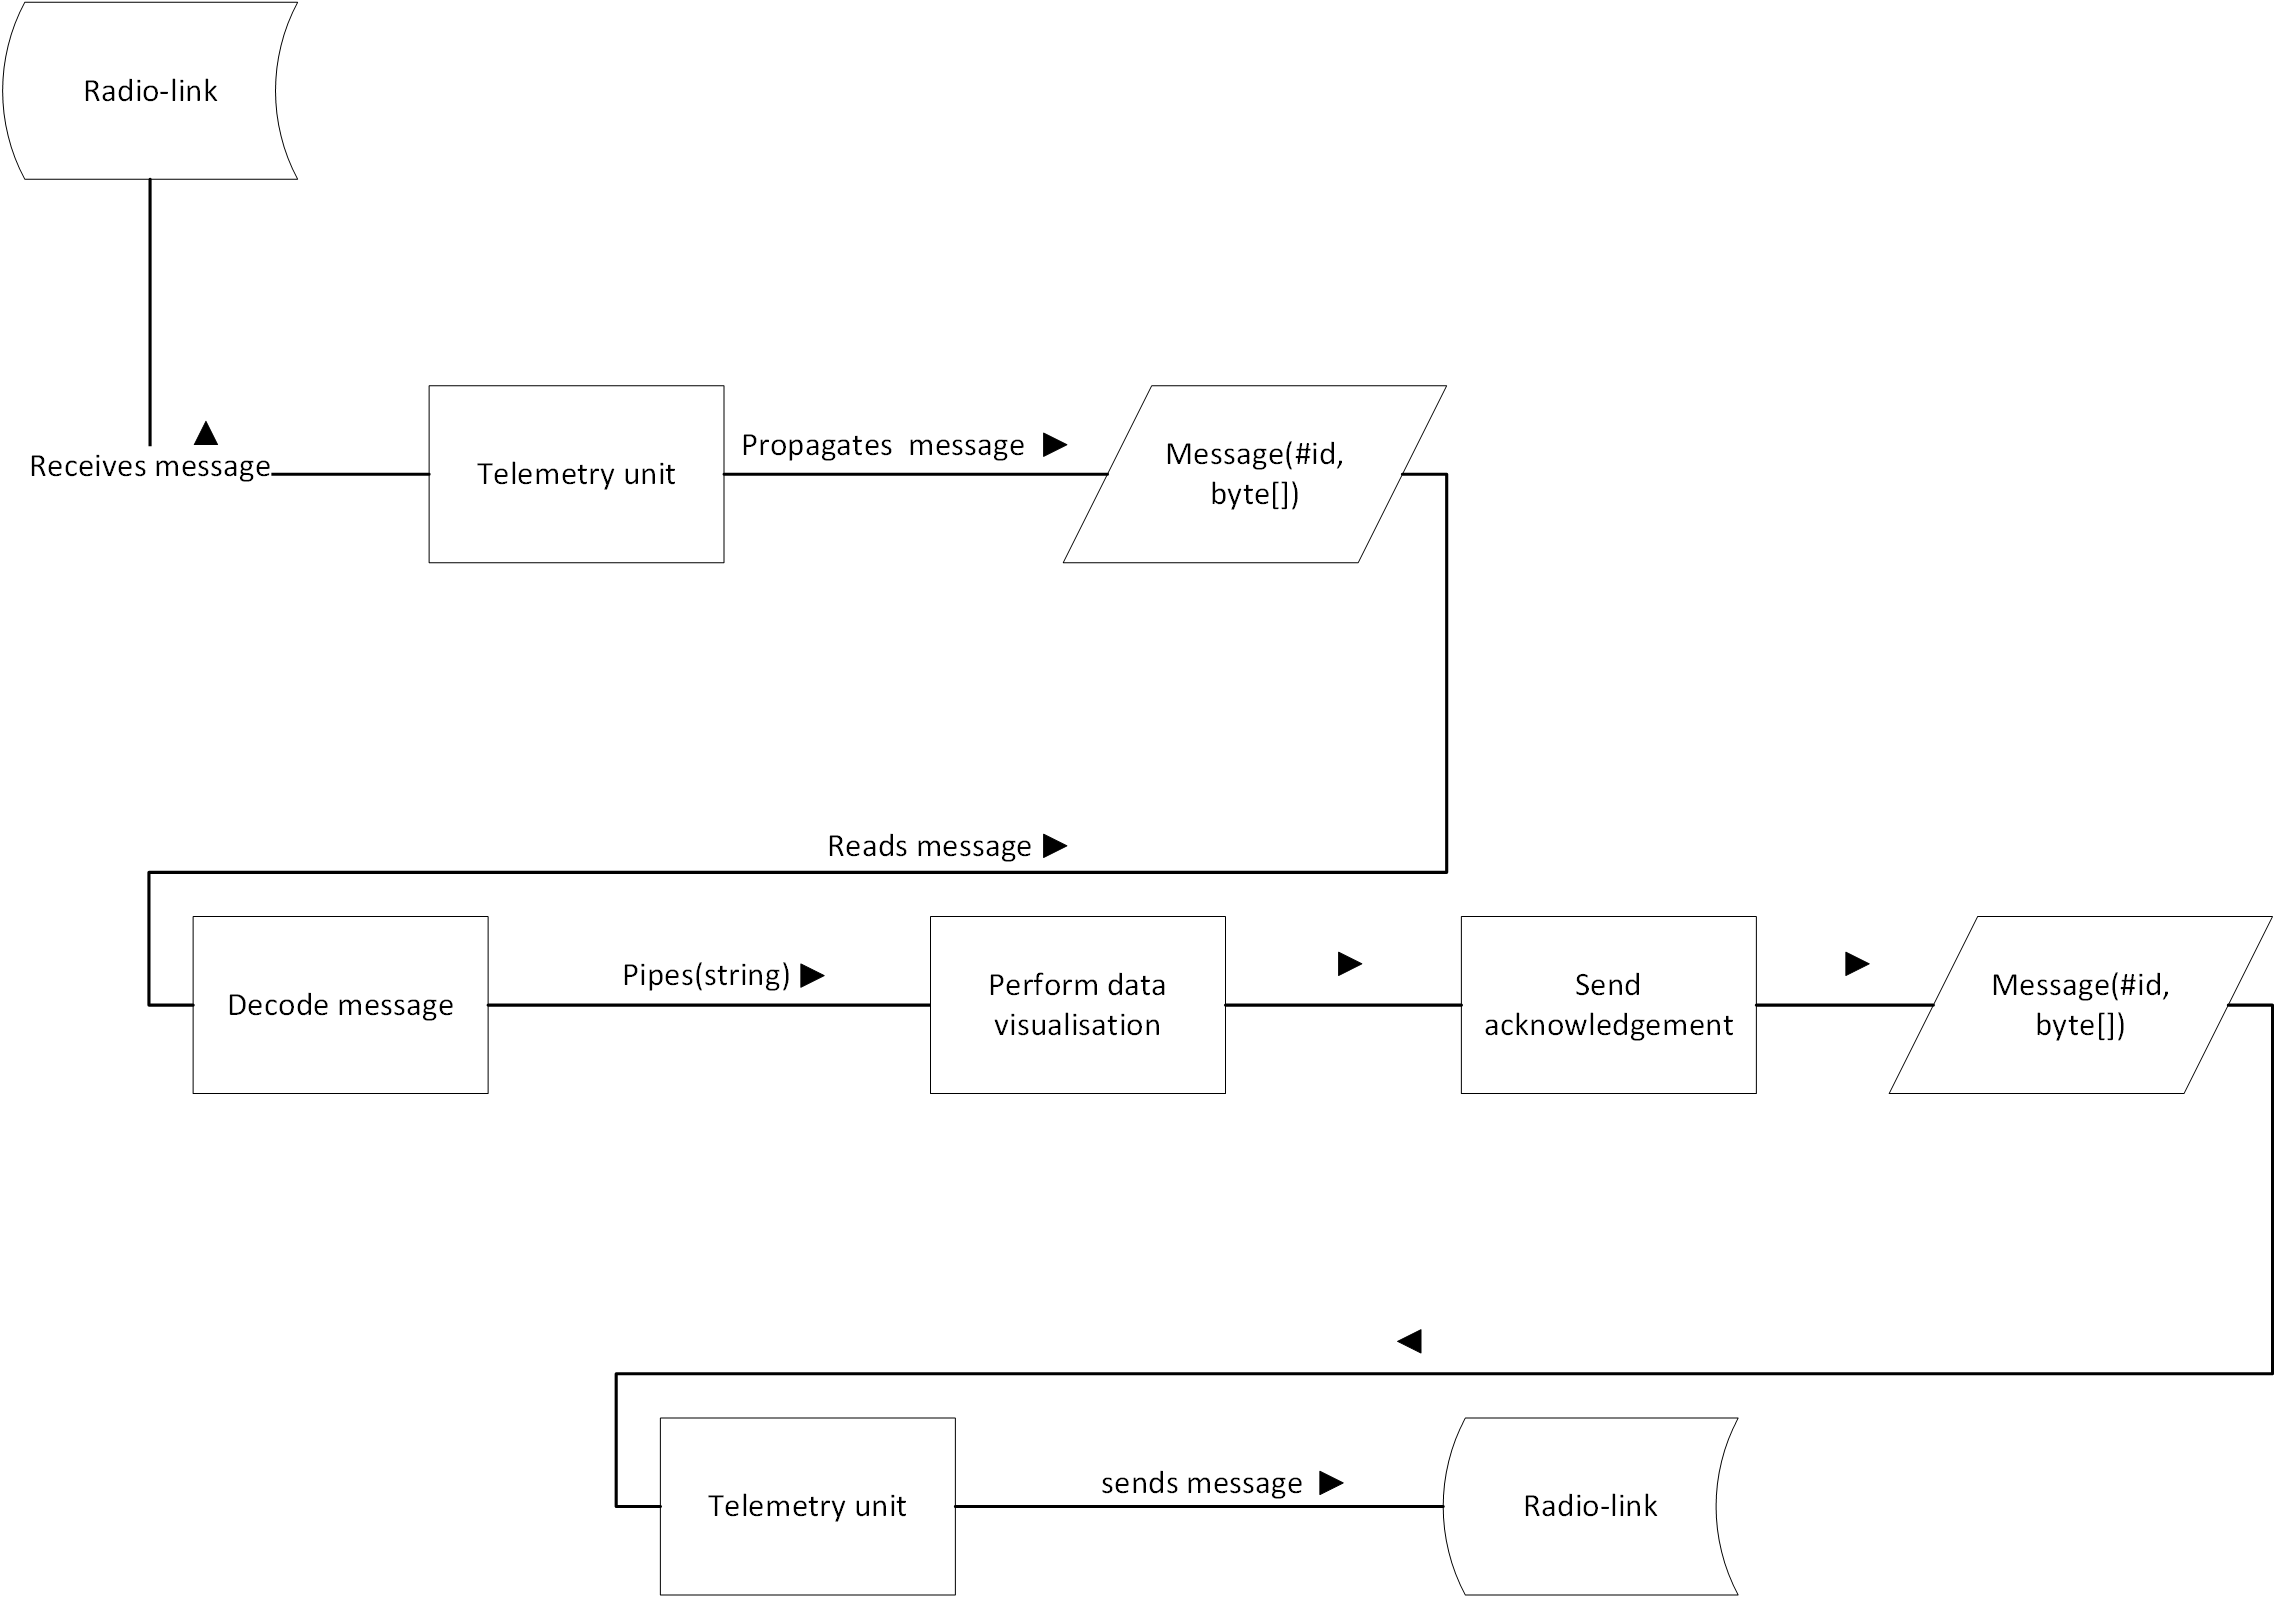 Radio-link
Receives message
Telemetry unit
Propagates  message
Message(#id,
byte[])
Reads message
Decode message
Pipes(string)
Perform data
visualisation
Send
acknowledgement
Message(#id,
byte[])
Telemetry unit
sends message
Radio-link